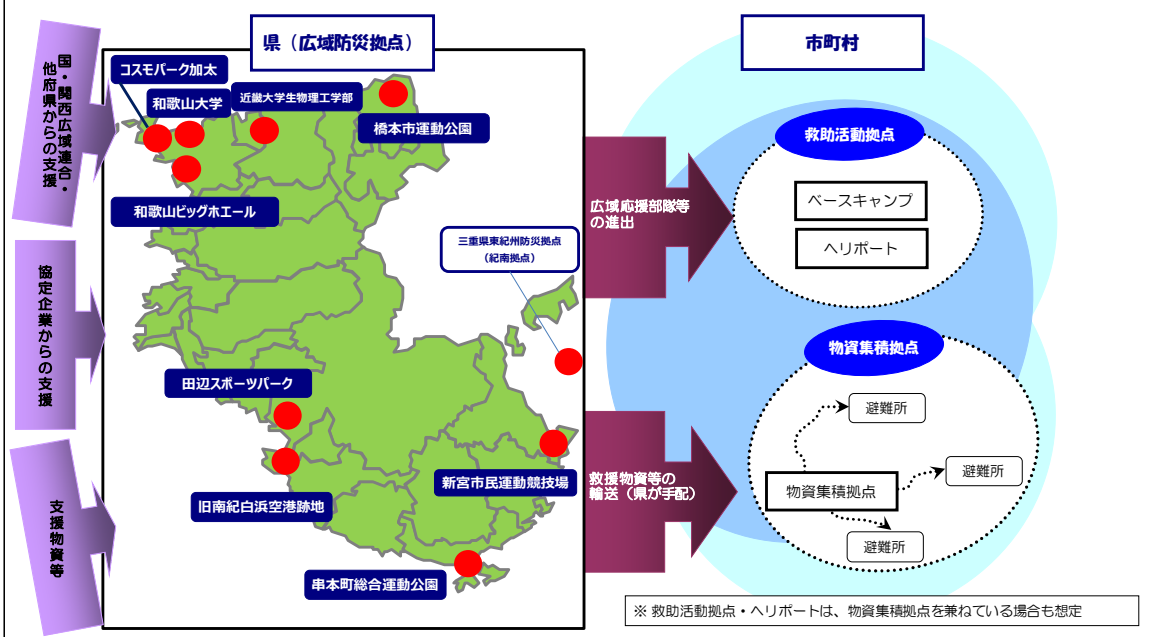 国・関西広域連合・
他府県からの支援
協定企業からの支援
支援物資等
県（広域防災拠点）
コスモパーク加太
和歌山大学
近畿大学生物理工学部
橋本市運動公園
和歌山ビッグホエール
三重県東紀州防災拠点
（紀南拠点）
田辺スポーツパーク
旧南紀白浜空港跡地
新宮市民運動競技場
串本町総合運動公園
広域応援部隊等
の進出
救援物資等の
輸送（県が手配）
市町村
救助活動拠点
ベースキャンプ
ヘリポート
物資集積拠点
避難所
避難所
物資集積拠点
避難所
※ 救助活動拠点・ヘリポートは、物資集積拠点を兼ねている場合も想定